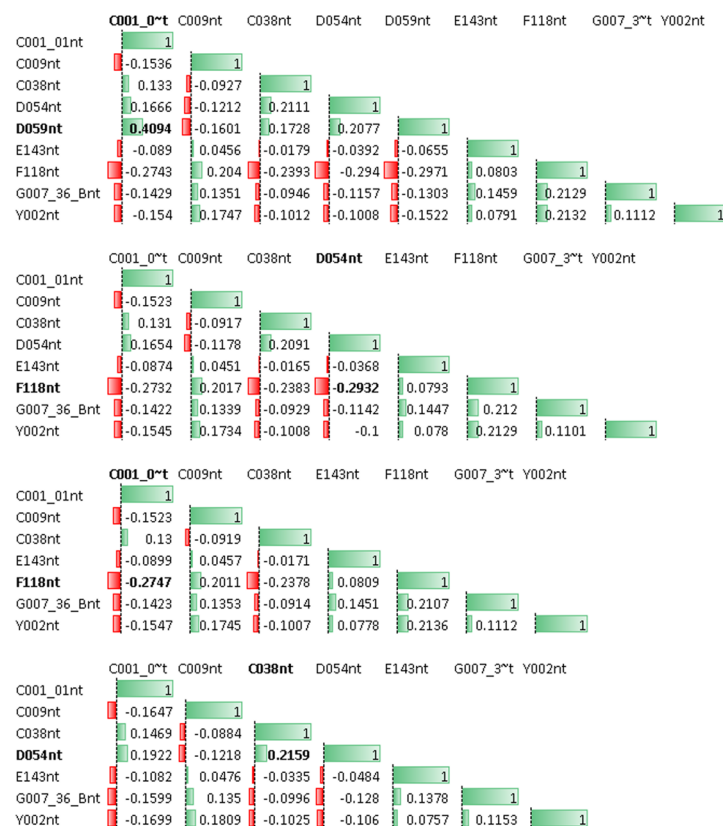 C001_0~t C009nt C038nt D054nt D059nt E143nt F118nt G007_3~t Y002nt
C001_01nt 1
C009nt -0.1536 1
C038nt 0.133 -0.0927 1
D054nt 0.1666 -0.1212 0.2111 1
D059nt 0.4094 -0.1601 0.1728 0.2077 1
E143nt -0.089 0.0456 -0.0179 -0.0392 -0.0655 1
F118nt -0.2743 0.204 -0.2393 -0.294 -0.2971 0.0803 1
G007_36_Bnt -0.1429 0.1351 -0.0946 -0.1157 -0.1303 0.1459 0.2129 1
Y002nt -0.154 0.1747 -0.1012 -0.1008 -0.1522 0.0791 0.2132 0.1112 1
C001_0~t C009nt C038nt D054nt E143nt F118nt G007_3~t Y002nt
C001_01nt 1
C009nt -0.1523 1
C038nt 0.131 -0.0917 1
D054nt 0.1654 -0.1178 0.2091 1
E143nt -0.0874 0.0451 -0.0165 -0.0368 1
F118nt -0.2732 0.2017 -0.2383 -0.2932 0.0793 1
G007_36_Bnt -0.1422 0.1339 -0.0929 -0.1142 0.1447 0.212 1
Y002nt -0.1545 0.1734 -0.1008 -0.1 0.078 0.2129 0.1101 1
C001_0~t C009nt C038nt E143nt F118nt G007_3~t Y002nt
C001_01nt 1
C009nt -0.1523 1
C038nt 0.13 -0.0919 1
E143nt -0.0899 0.0457 -0.0171 1
F118nt -0.2747 0.2011 -0.2378 0.0809 1
G007_36_Bnt -0.1423 0.1353 -0.0914 0.1451 0.2107 1
Y002nt -0.1547 0.1745 -0.1007 0.0778 0.2136 0.1112 1
C001_0~t C009nt C038nt D054nt E143nt G007_3~t Y002nt
C001_01nt 1
C009nt -0.1647 1
C038nt 0.1469 -0.0884 1
D054nt 0.1922 -0.1218 0.2159 1
E143nt -0.1082 0.0476 -0.0335 -0.0484 1
G007_36_Bnt -0.1599 0.135 -0.0996 -0.128 0.1378 1
Y002nt -0.1699 0.1809 -0.1025 -0.106 0.0757 0.1153 1